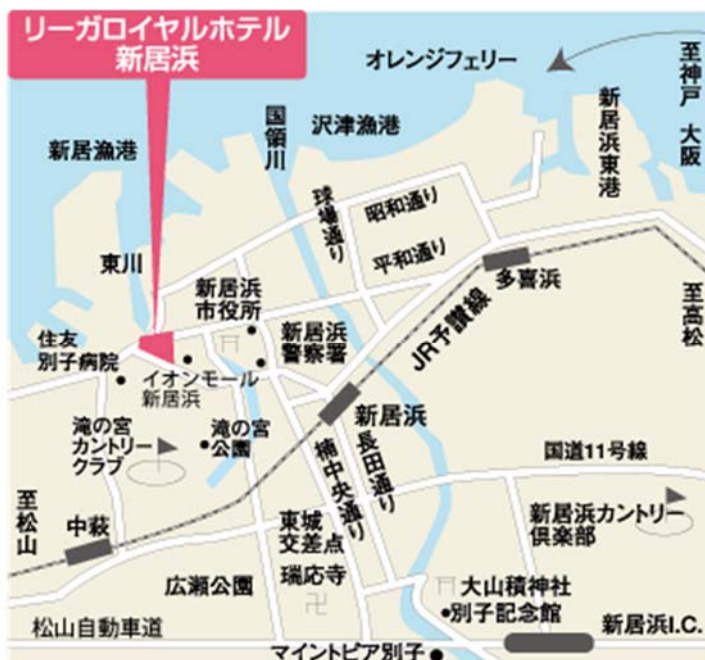 リーガロイヤルホテル
新居浜
オレンジフェリー
至神戸 大阪
国領川
沢津漁港
新居浜東港
新居漁港
球場通り
昭和通り
平和通り
東川
新居浜
市役所
多喜浜
至高松
住友
別子病院
新居浜
警察署
JR予讃線
イオンモール
新居浜
新居浜
滝の宮
カントリー
クラブ
滝の宮
公園
楠中央通り
長田通り
国道11号線
至松山
中萩
東城
交差点
新居浜カントリー
倶楽部
広瀬公園
瑞応寺
大山積神社
別子記念館
松山自動車道
新居浜I.C.
マイントピア別子